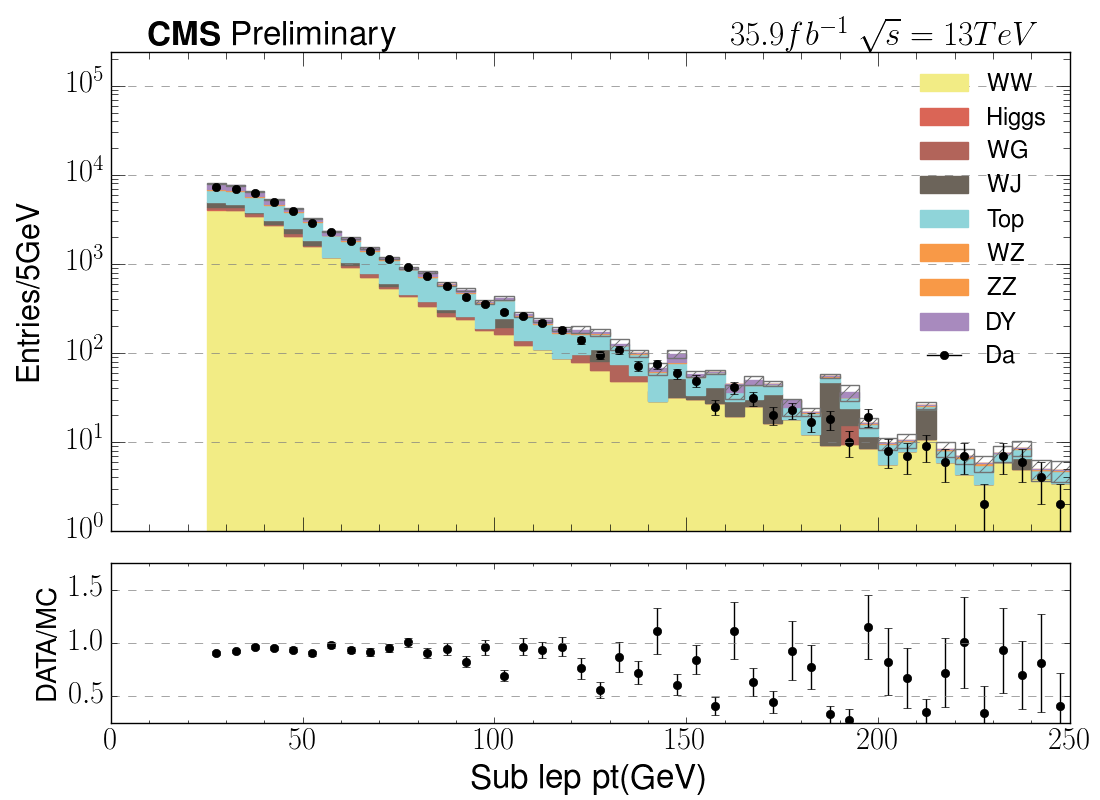 CMS Preliminary 35.9fb⁻¹ √s = 13TeV
10⁵
10⁴
10³
10²
10¹
10⁰
Entries/5GeV
WW
Higgs
WG
WJ
Top
WZ
ZZ
DY
Da
1.5
1.0
0.5
DATA/MC
0 50 100 150 200 250
Sub lep pt(GeV)